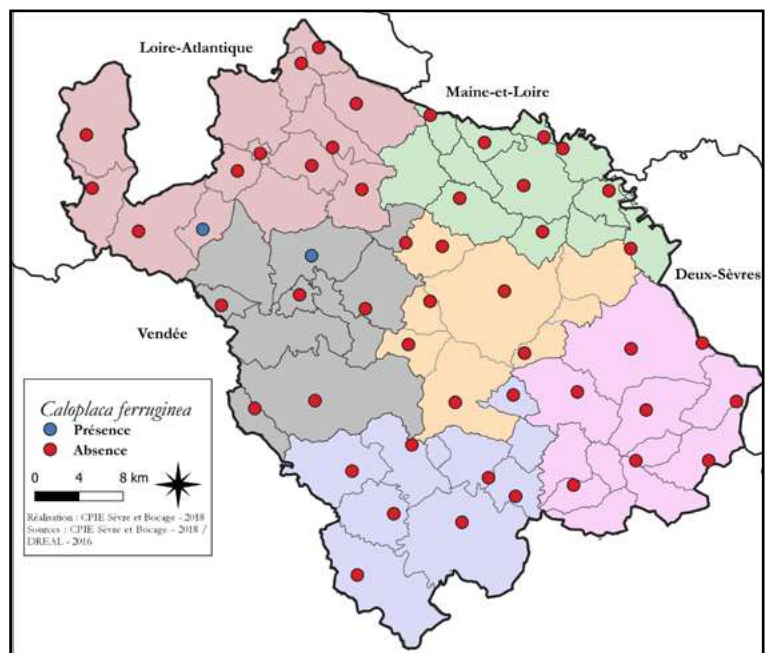 Loire-Atlantique
Maine-et-Loire
Deux-Sèvres
Vendée
Caloplaca ferruginea
Présence
Absence
0 4 8 km
Réalisation : CPIE Sèvre et Bocage - 2018
Sources : CPIE Sèvre et Bocage - 2018 /
DREAL - 2016